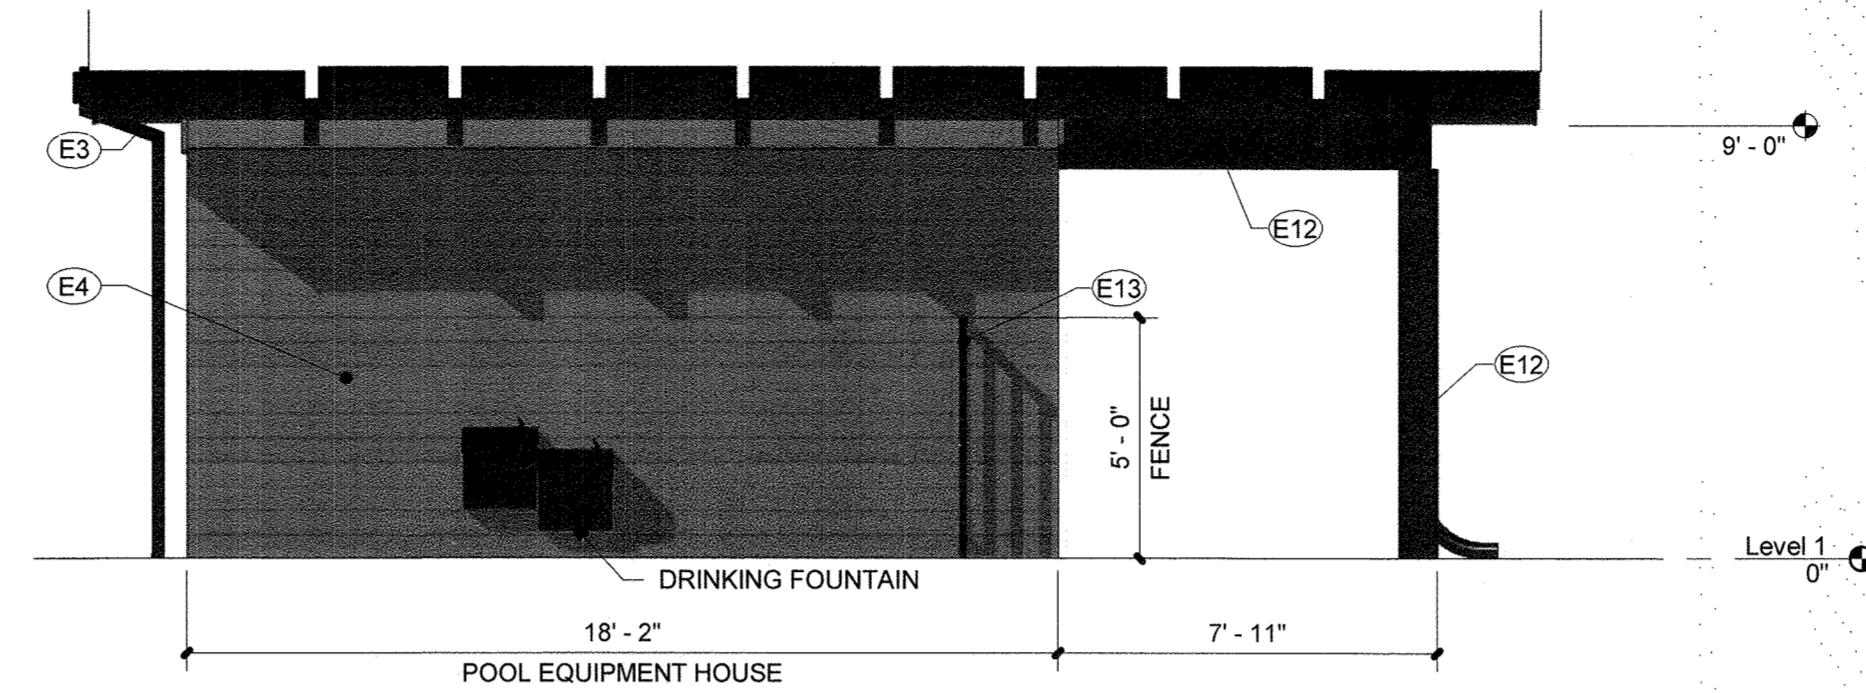 E3
9' - 0"
E12
E4
E13
E12
5' - 0"
FENCE
Level 1
0"
DRINKING FOUNTAIN
18' - 2"
7' - 11"
POOL EQUIPMENT HOUSE